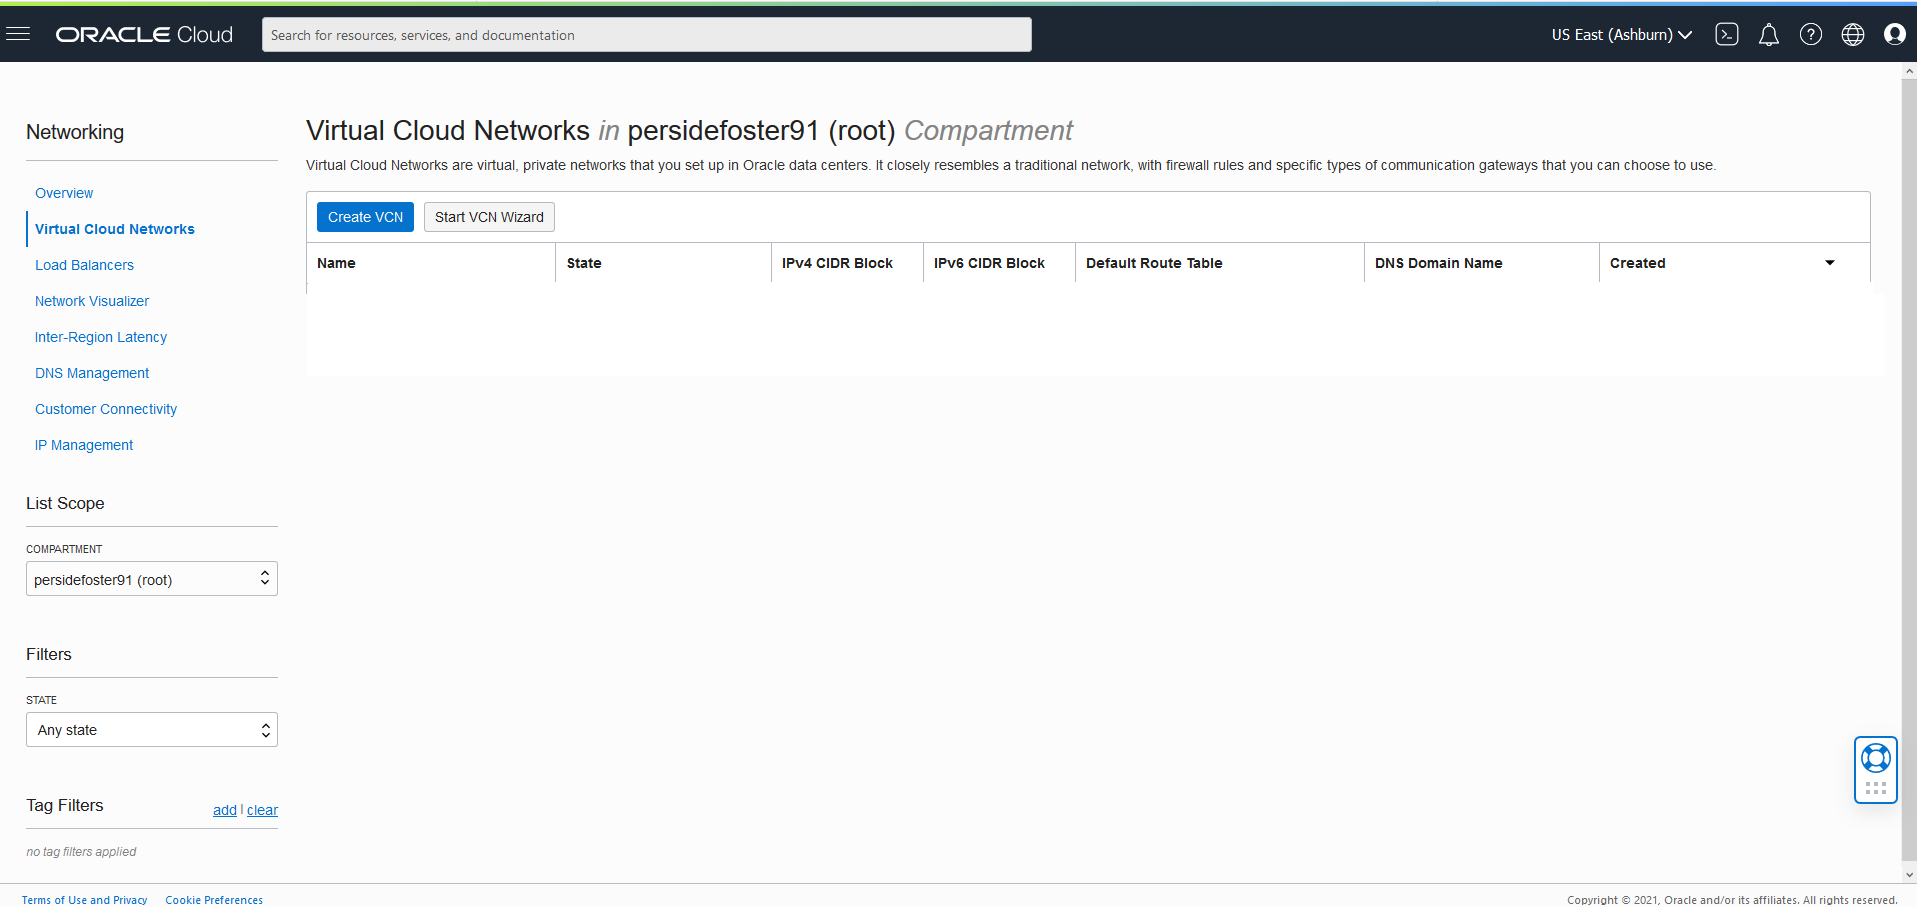 ORACLE Cloud
Search for resources, services, and documentation
US East (Ashburn)
Networking
Overview
Virtual Cloud Networks
Load Balancers
Network Visualizer
Inter-Region Latency
DNS Management
Customer Connectivity
IP Management
List Scope
COMPARTMENT
persidefoster91 (root)
Filters
STATE
Any state
Tag Filters
add | clear
no tag filters applied
Virtual Cloud Networks in persidefoster91 (root) Compartment
Virtual Cloud Networks are virtual, private networks that you set up in Oracle data centers. It closely resembles a traditional network, with firewall rules and specific types of communication gateways that you can choose to use.
Create VCN Start VCN Wizard
Name State IPv4 CIDR Block IPv6 CIDR Block Default Route Table DNS Domain Name Created
Terms of Use and Privacy Cookie Preferences
Copyright © 2021, Oracle and/or its affiliates. All rights reserved.